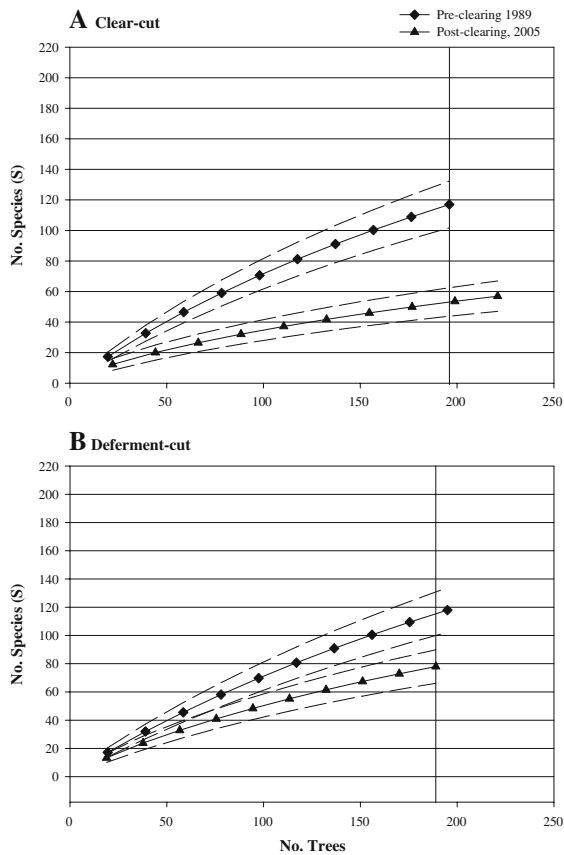 A Clear-cut
Pre-clearing 1989
Post-clearing, 2005
220
200
180
160
140
120
100
80
60
40
20
0
No. Species (S)
0 50 100 150 200 250
B Deferment-cut
220
200
180
160
140
120
100
80
60
40
20
0
No. Species (S)
0 50 100 150 200 250
No. Trees